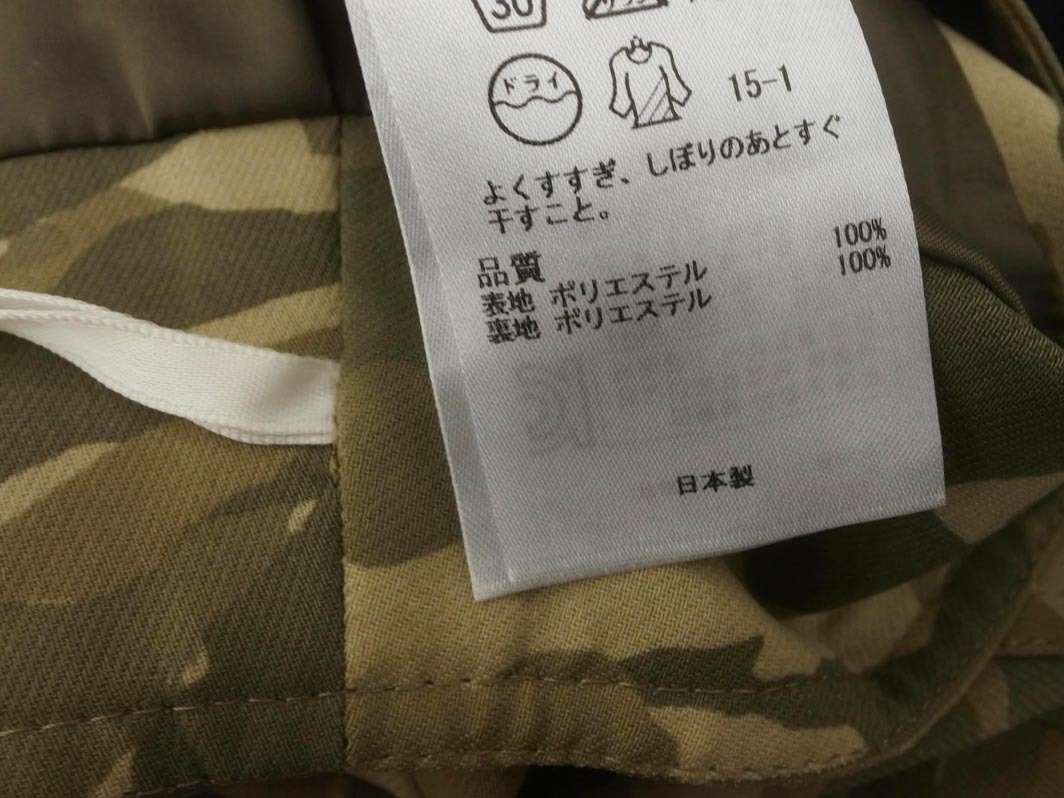 30
ドライ
15-1
よくすすぎ、しぼりのあとすぐ
干すこと。
品質
表地 ポリエステル 100%
裏地 ポリエステル 100%
日本製